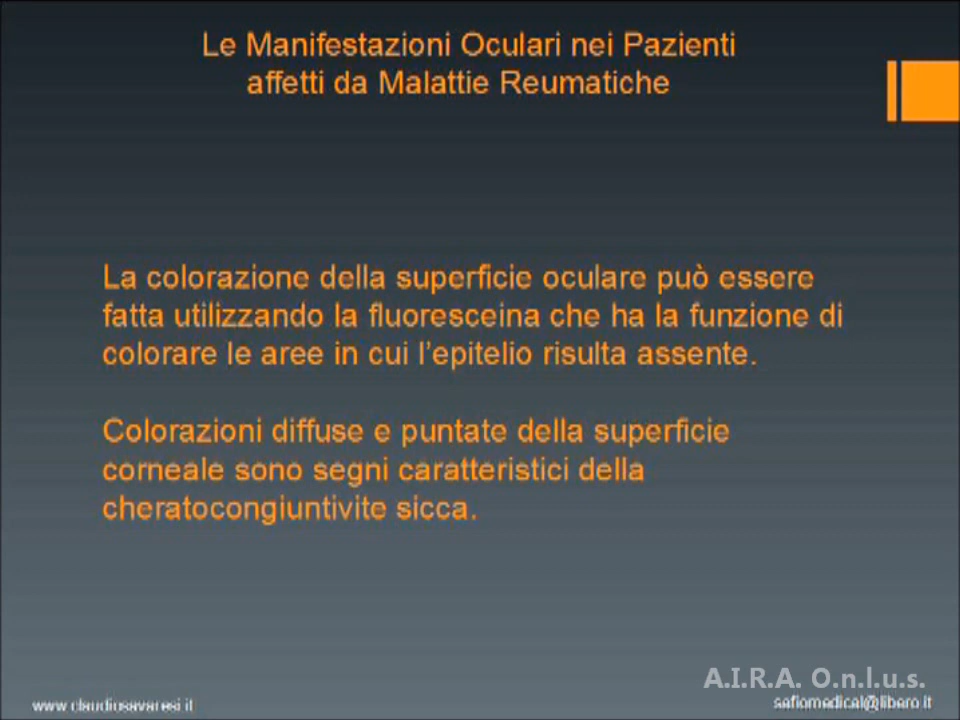 Le Manifestazioni Oculari nei Pazienti
affetti da Malattie Reumatiche
La colorazione della superficie oculare può essere
fatta utilizzando la fluoresceina che ha la funzione di
colorare le aree in cui l'epitelio risulta assente.
Colorazioni diffuse e puntate della superficie
corneale sono segni caratteristici della
cheratocongiuntivite sicca.
A.I.R.A. O.n.l.u.s.
www.claudiosavaresi.it
safiomedical@libero.it